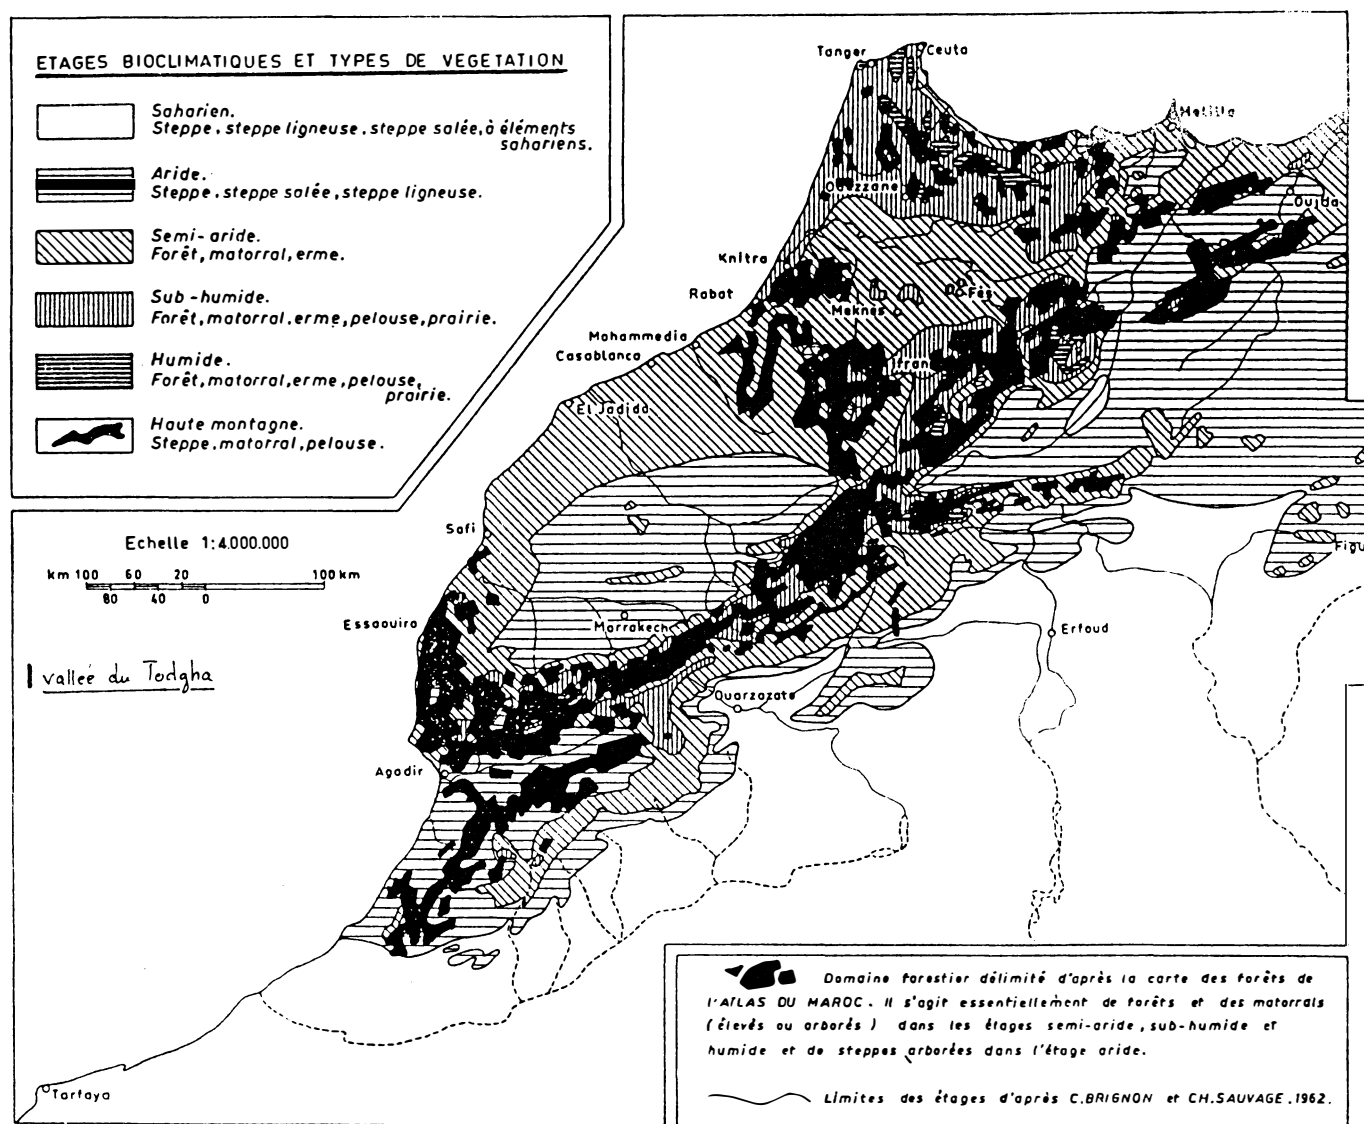 ETAGES BIOCLIMATIQUES ET TYPES DE VEGETATION
Saharien.
Steppe, steppe ligneuse, steppe salée, à éléments
sahariens.
Aride.
Steppe, steppe salée, steppe ligneuse.
Semi-aride.
Forêt, matorral, erme.
Sub-humide.
Forêt, matorral, erme, pelouse, prairie.
Humide.
Forêt, matorral, erme, pelouse,
prairie.
Haute montagne.
Steppe, matorral, pelouse.
Tanger
Ceuta
Melilla
Ouezzane
Oujda
Knitra
Rabat
Fès
Meknes
Mohammedia
Casablanca
Ifran
El Jadida
Safi
Echelle 1:4.000.000
km 100 60 20 100 km
80 40 0
Figu
Essaouira
Marrakech
Erfoud
vallée du Todgha
Ouarzazate
Agadir
Tarfaya
Domaine forestier délimité d'après la carte des forêts de
l'ATLAS DU MAROC. Il s'agit essentiellement de forêts et des matorrals
(élevés ou arborés) dans les étages semi-aride, sub-humide et
humide et de steppes arborées dans l'étage aride.
Limites des étages d'après C.BRIGNON et CH.SAUVAGE.1962.